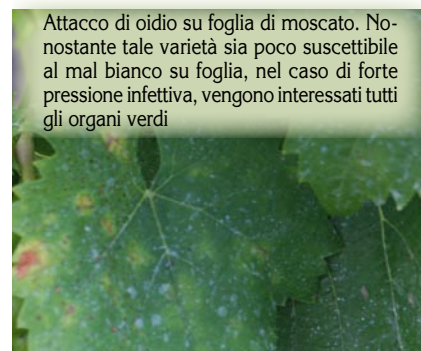 Attacco di oidio su foglia di moscato. No-
nostante tale varietà sia poco suscettibile
al mal bianco su foglia, nel caso di forte
pressione infettiva, vengono interessati tutti
gli organi verdi